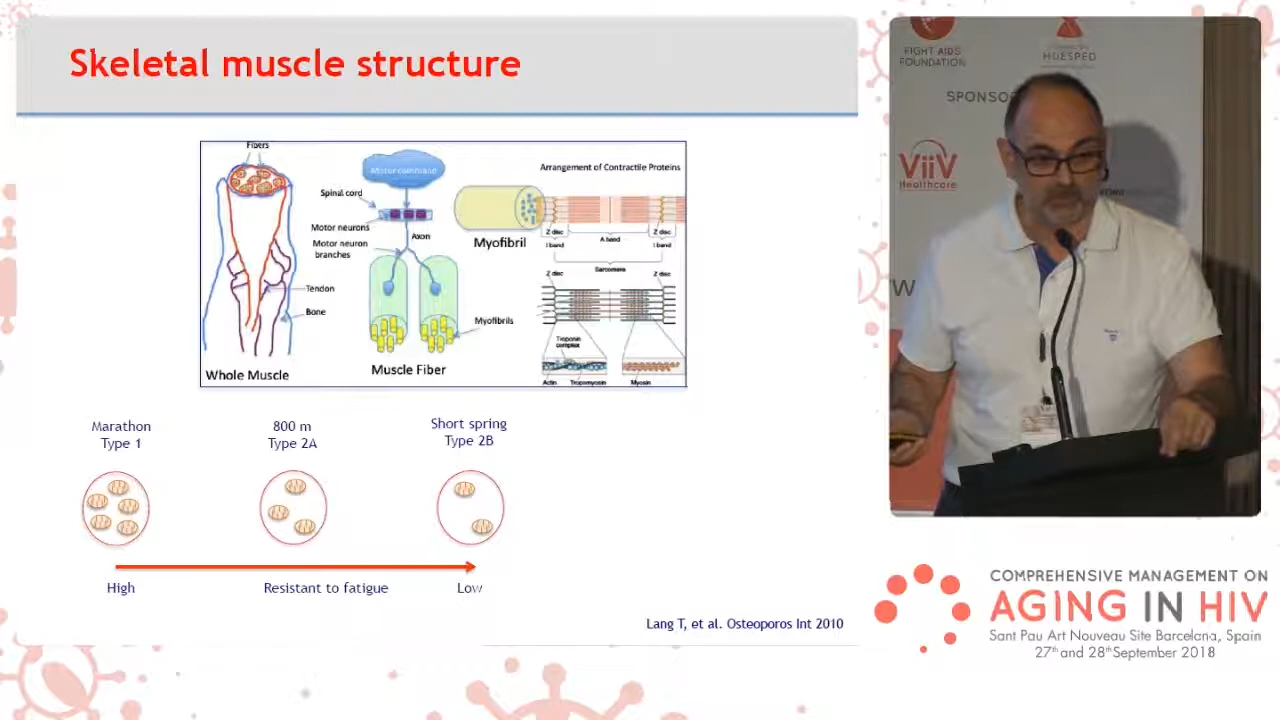 Skeletal muscle structure
Fibers
Tendon
Bone
Whole Muscle
Motor command
Spinal cord
Motor neurons
Axon
Motor neuron
branches
Myofibrils
Muscle Fiber
Myofibril
Arrangement of Contractile Proteins
Z disc
Z disc
I band
A band
I band
Sarcomere
Z disc
Z disc
Troponin
complex
Actin
Tropomyosin
Myosin
Marathon
Type 1
800 m
Type 2A
Short spring
Type 2B
High
Resistant to fatigue
Low
Lang T, et al. Osteoporos Int 2010
FIGHT AIDS
FOUNDATION
HUESPED
SPONSO
ViiV
Healthcare
W
COMPREHENSIVE MANAGEMENT ON
AGING IN HIV
Sant Pau Art Nouveau Site Barcelona, Spain
27th and 28th September 2018